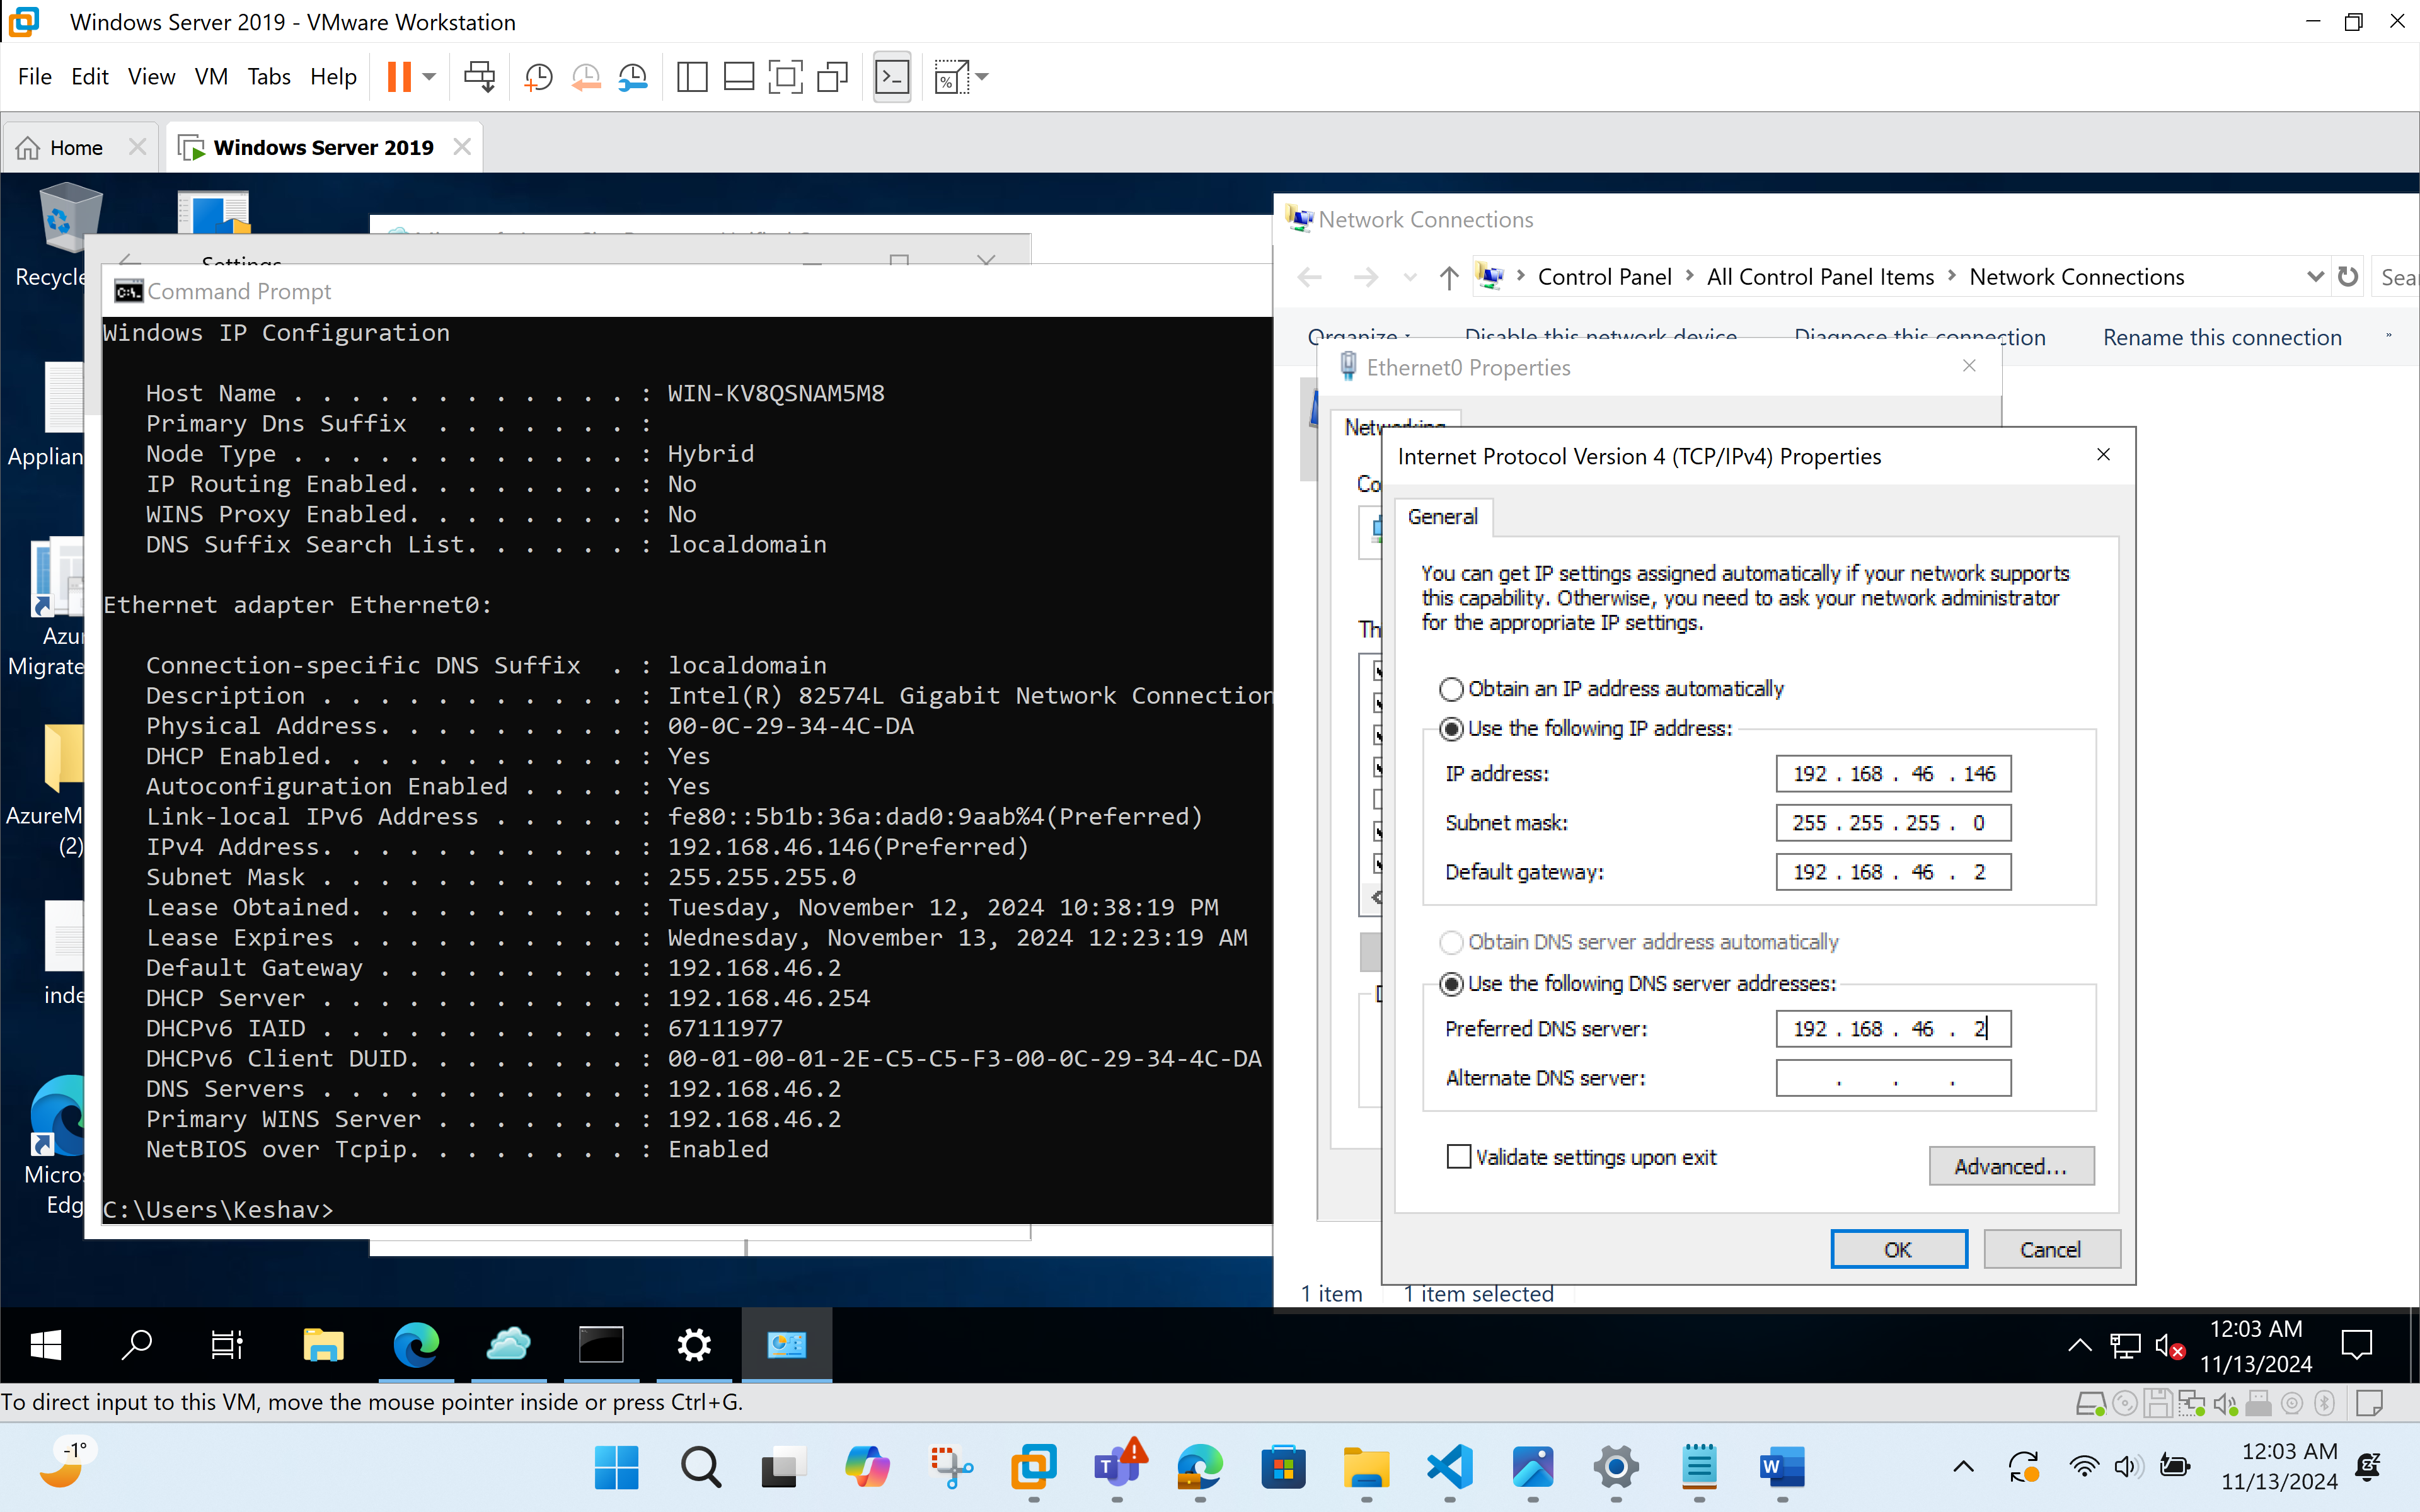 Windows Server 2019 - VMware Workstation
File Edit View VM Tabs Help
Home
Windows Server 2019
Recycle
Settings
Command Prompt
Windows IP Configuration
Host Name . . . . . . . . . . . . : WIN-KV8QSNAM5M8
Primary Dns Suffix . . . . . . . :
Node Type . . . . . . . . . . . . : Hybrid
IP Routing Enabled. . . . . . . . : No
WINS Proxy Enabled. . . . . . . . : No
DNS Suffix Search List. . . . . . : localdomain
Ethernet adapter Ethernet0:
Connection-specific DNS Suffix . : localdomain
Description . . . . . . . . . . . : Intel(R) 82574L Gigabit Network Connection
Physical Address. . . . . . . . . : 00-0C-29-34-4C-DA
DHCP Enabled. . . . . . . . . . . : Yes
Autoconfiguration Enabled . . . . : Yes
Link-local IPv6 Address . . . . . : fe80::5b1b:36a:dad0:9aab%4(Preferred)
IPv4 Address. . . . . . . . . . . : 192.168.46.146(Preferred)
Subnet Mask . . . . . . . . . . . : 255.255.255.0
Lease Obtained. . . . . . . . . . : Tuesday, November 12, 2024 10:38:19 PM
Lease Expires . . . . . . . . . . : Wednesday, November 13, 2024 12:23:19 AM
Default Gateway . . . . . . . . . : 192.168.46.2
DHCP Server . . . . . . . . . . . : 192.168.46.254
DHCPv6 IAID . . . . . . . . . . . : 67111977
DHCPv6 Client DUID. . . . . . . . : 00-01-00-01-2E-C5-C5-F3-00-0C-29-34-4C-DA
DNS Servers . . . . . . . . . . . : 192.168.46.2
Primary WINS Server . . . . . . . : 192.168.46.2
NetBIOS over Tcpip. . . . . . . . : Enabled
C:\Users\Keshav>
Applian
Azur
Migrate
AzureM
(2)
inde
Micros
Edg
Network Connections
Control Panel > All Control Panel Items > Network Connections
Sea
Organize Disable this network device Diagnose this connection Rename this connection »
Ethernet0 Properties
Networking
Co
Th
Internet Protocol Version 4 (TCP/IPv4) Properties
General
You can get IP settings assigned automatically if your network supports
this capability. Otherwise, you need to ask your network administrator
for the appropriate IP settings.
Obtain an IP address automatically
Use the following IP address:
IP address: 192 . 168 . 46 . 146
Subnet mask: 255 . 255 . 255 . 0
Default gateway: 192 . 168 . 46 . 2
Obtain DNS server address automatically
Use the following DNS server addresses:
Preferred DNS server: 192 . 168 . 46 . 2
Alternate DNS server: . . .
Validate settings upon exit
Advanced...
OK Cancel
1 item 1 item selected
12:03 AM
11/13/2024
To direct input to this VM, move the mouse pointer inside or press Ctrl+G.
-1°
12:03 AM
11/13/2024